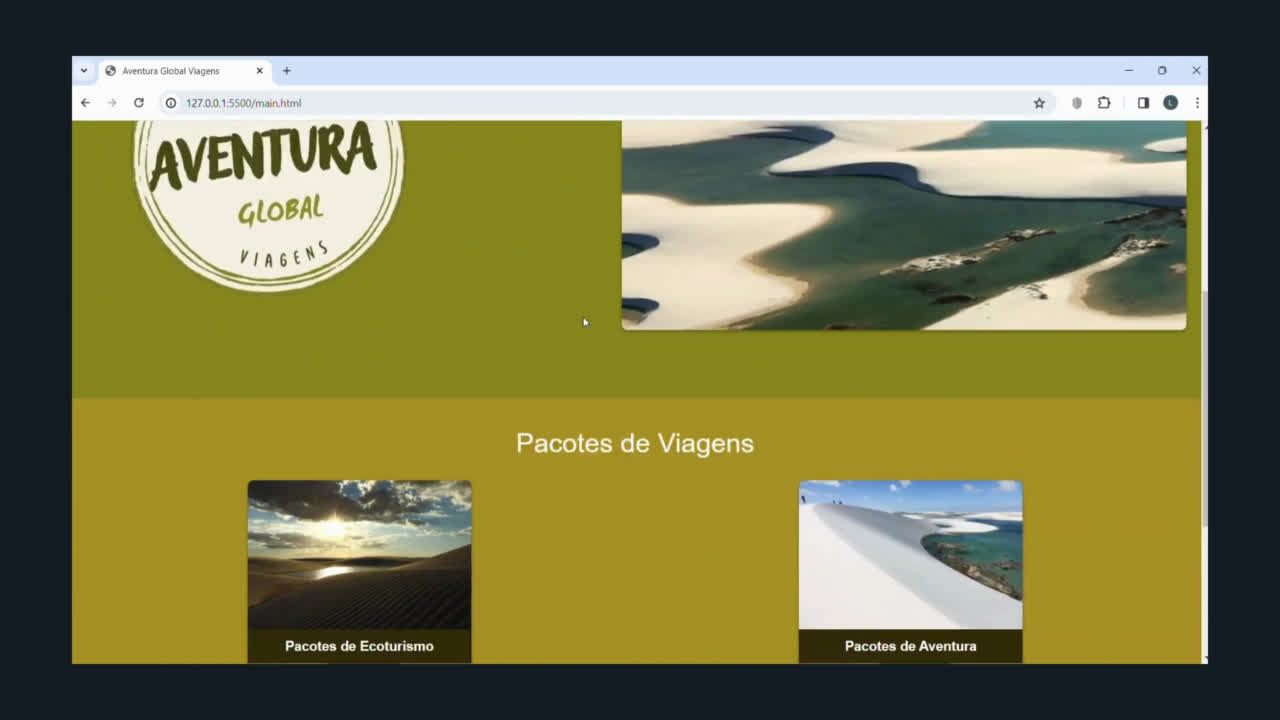 Aventura Global Viagens
127.0.0.1:5500/main.html
L
AVENTURA
GLOBAL
VIAGENS
Pacotes de Viagens
Pacotes de Ecoturismo
Pacotes de Aventura